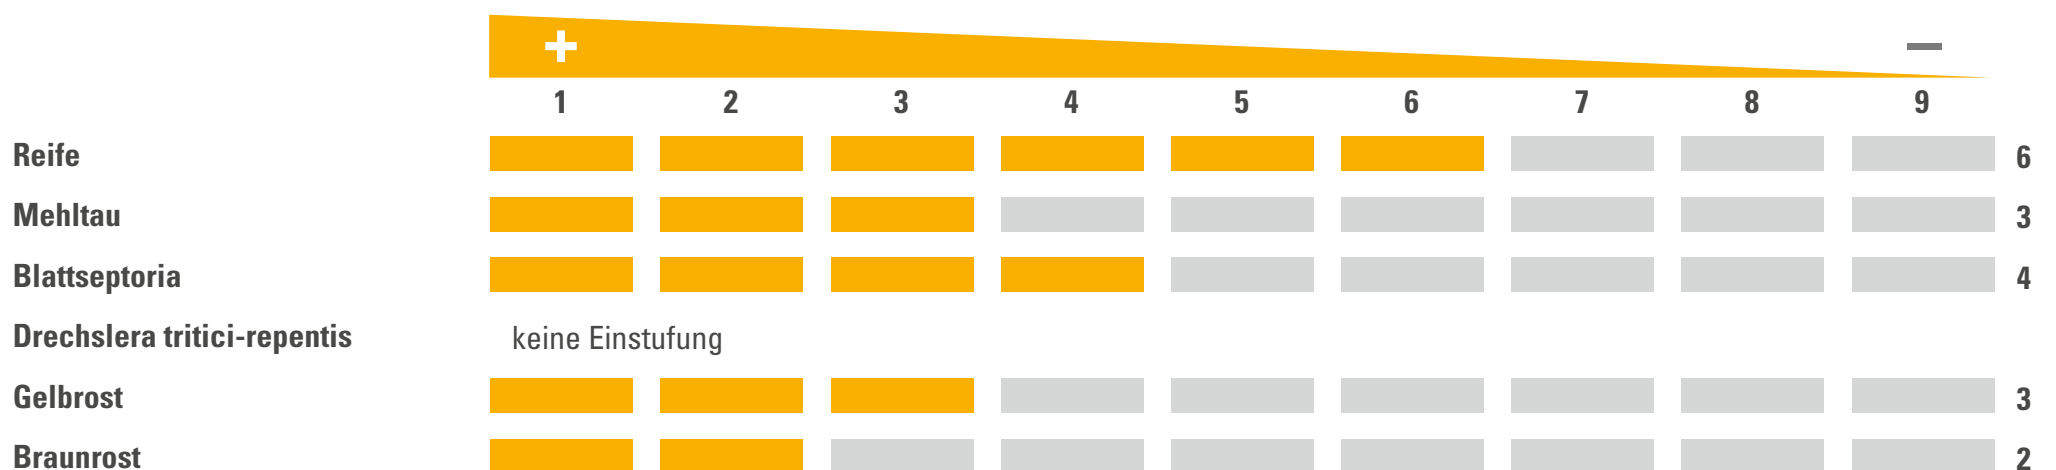 + –
1 2 3 4 5 6 7 8 9
Reife 6
Mehltau 3
Blattseptoria 4
Drechslera tritici-repentis keine Einstufung
Gelbrost 3
Braunrost 2